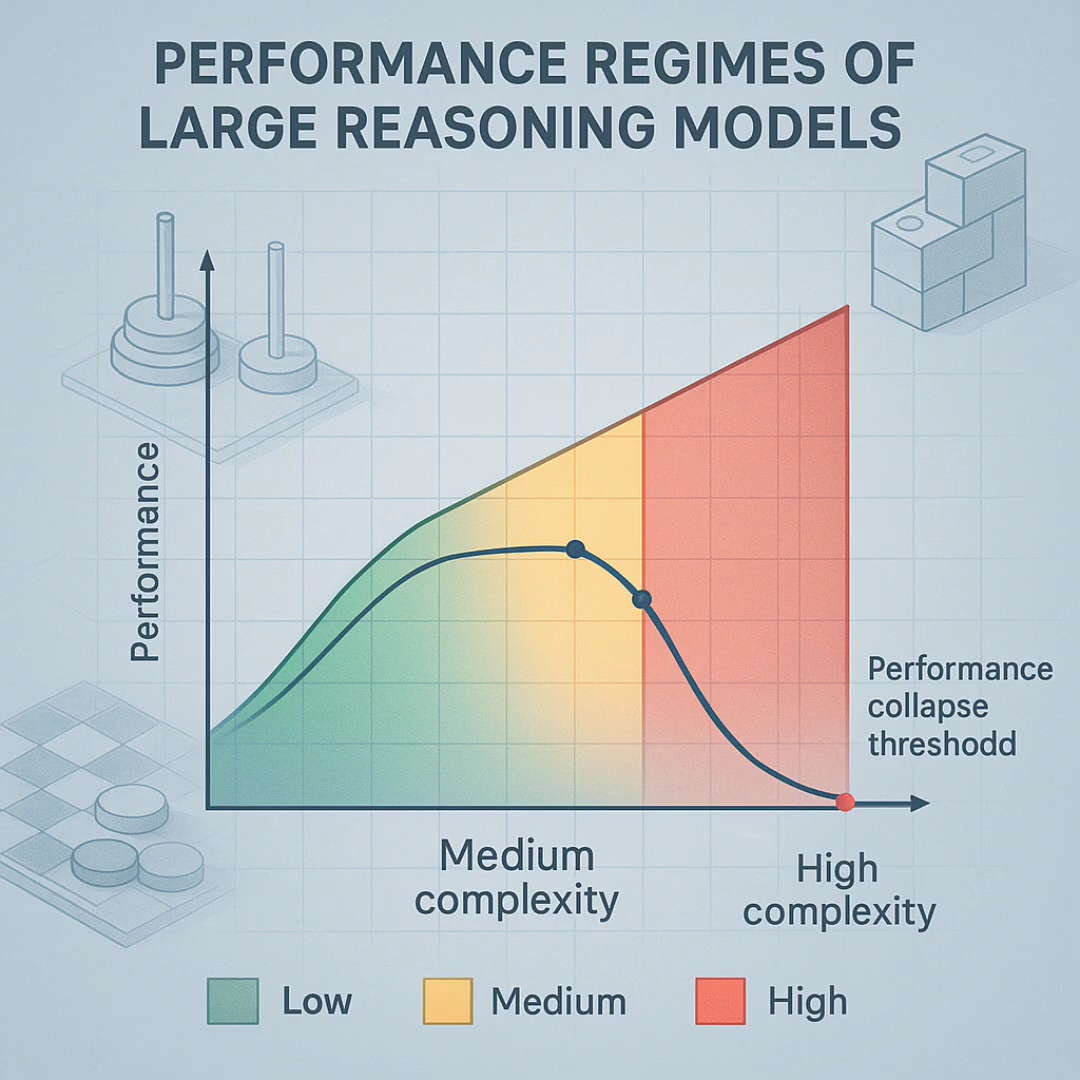 PERFORMANCE REGIMES OF
LARGE REASONING MODELS
Performance
Performance
collapse
threshodd
Medium
complexity
High
complexity
Low
Medium
High